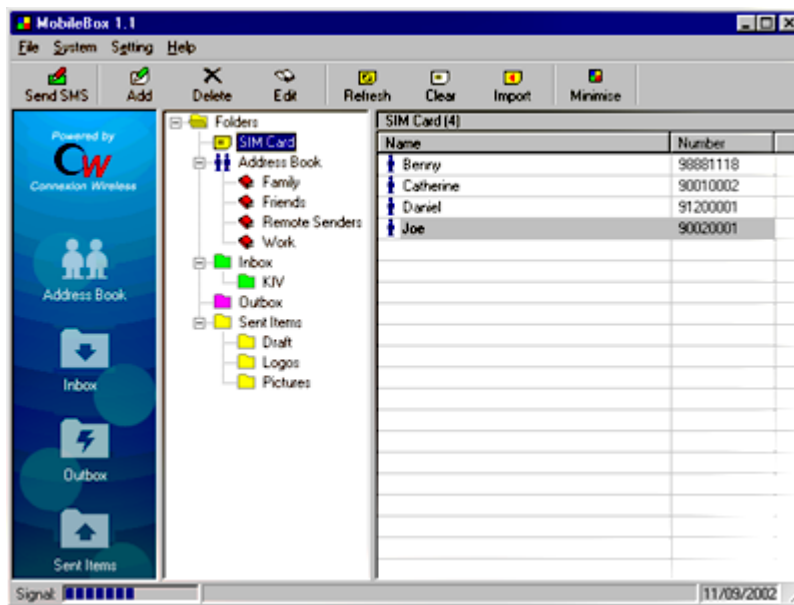 MobileBox 1.1
File System Setting Help
Send SMS Add Delete Edit Refresh Clear Import Minimise
Powered by
CW
Connexion Wireless
Address Book
Inbox
Outbox
Sent Items
Folders
SIM Card
Address Book
Family
Friends
Remote Senders
Work
Inbox
KIV
Outbox
Sent Items
Draft
Logos
Pictures
SIM Card (4)
Name Number
Benny 98881118
Catherine 90010002
Daniel 91200001
Joe 90020001
Signal: 11/09/2002